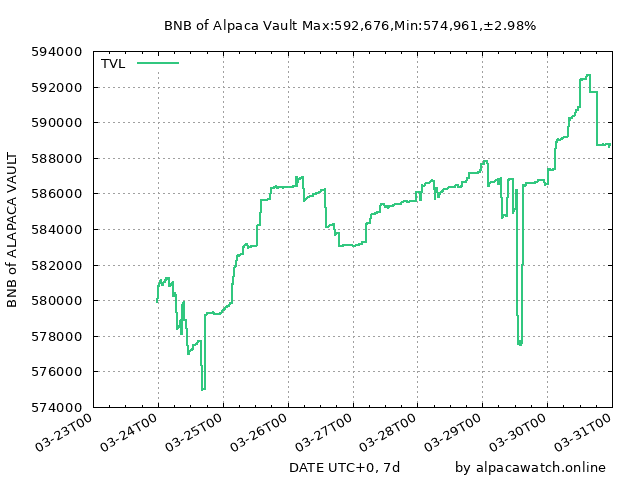 BNB of Alpaca Vault Max:592,676,Min:574,961,±2.98%
594000
TVL
592000
590000
588000
586000
584000
582000
580000
578000
576000
574000
BNB of ALAPACA VAULT
03-23T00
03-24T00
03-25T00
03-26T00
03-27T00
03-28T00
03-29T00
03-30T00
03-31T00
DATE UTC+0, 7d
by alpacawatch.online